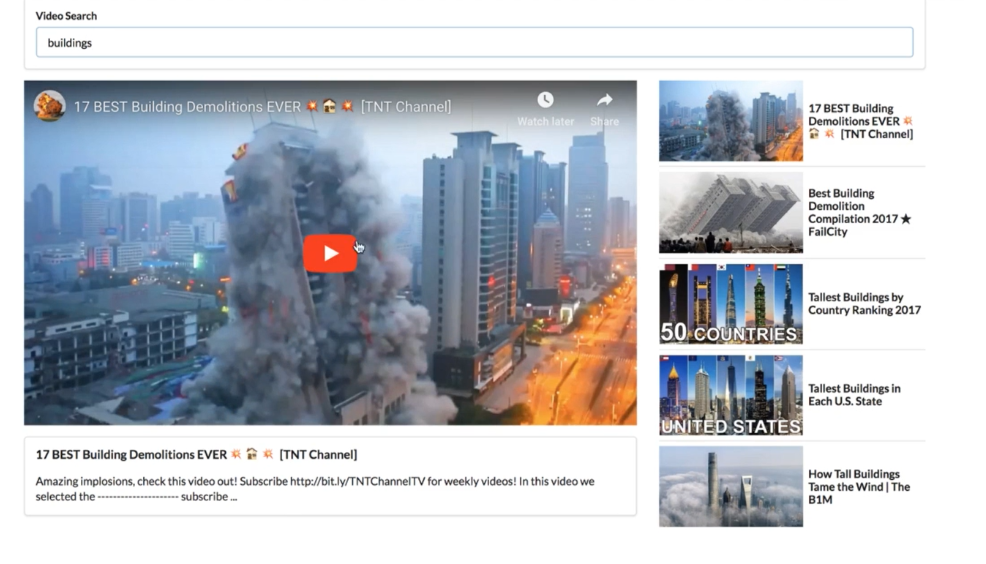 Video Search
buildings
17 BEST Building Demolitions EVER 💥🏠💥 [TNT Channel]
Watch later
Share
17 BEST Building Demolitions EVER 💥🏠💥 [TNT Channel]
Amazing implosions, check this video out! Subscribe http://bit.ly/TNTChannelTV for weekly videos! In this video we
selected the --------------------- subscribe ...
17 BEST Building
Demolitions EVER 💥
🏠 💥 [TNT Channel]
Best Building
Demolition
Compilation 2017 ★
FailCity
50 COUNTRIES
Tallest Buildings by
Country Ranking 2017
UNITED STATES
Tallest Buildings in
Each U.S. State
How Tall Buildings
Tame the Wind | The
B1M